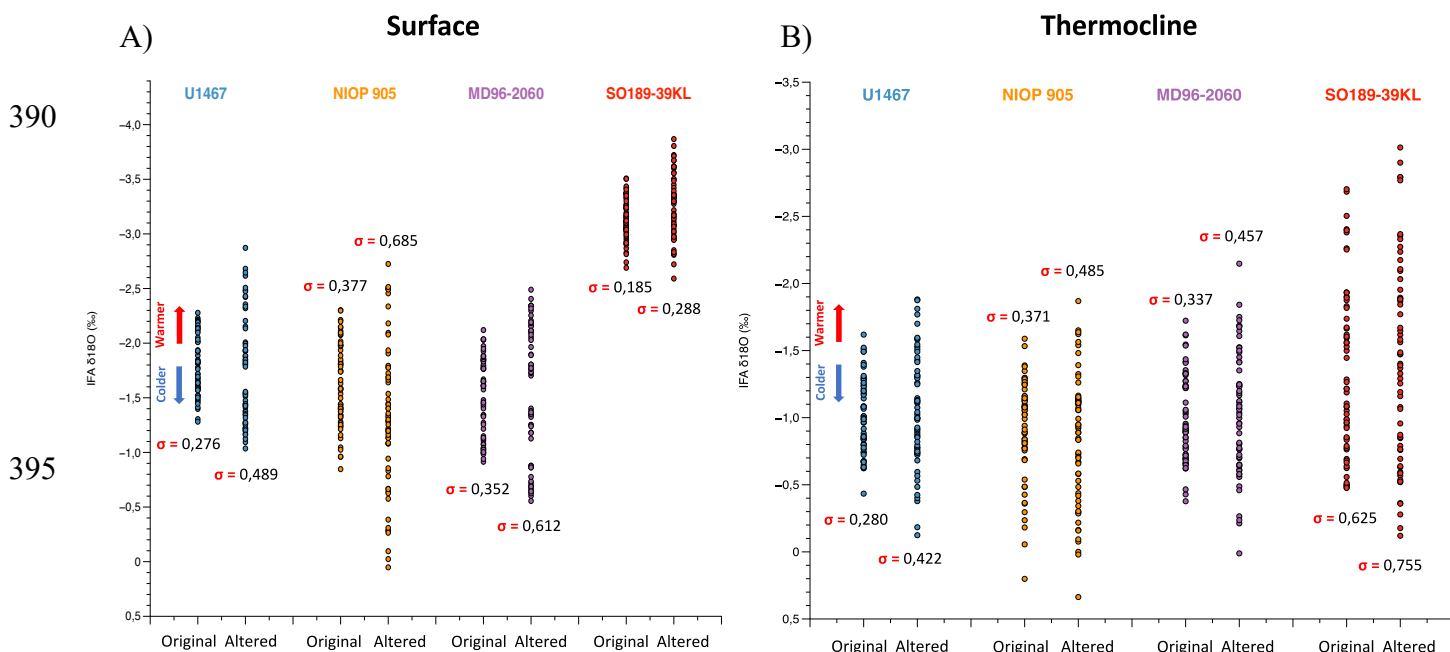 A)
Surface
U1467
NIOP 905
MD96-2060
SO189-39KL
390
395
IFA δ18O (‰)
−4,0
−3,5
−3,0
−2,5
−2,0
−1,5
−1,0
−0,5
0
0,5
Warmer
Colder
σ = 0,276
σ = 0,489
σ = 0,377
σ = 0,685
σ = 0,352
σ = 0,612
σ = 0,185
σ = 0,288
Original Altered
Original Altered
Original Altered
Original Altered
B)
Thermocline
U1467
NIOP 905
MD96-2060
SO189-39KL
IFA δ18O (‰)
−3,5
−3,0
−2,5
−2,0
−1,5
−1,0
−0,5
0
0,5
Warmer
Colder
σ = 0,280
σ = 0,422
σ = 0,371
σ = 0,485
σ = 0,337
σ = 0,457
σ = 0,625
σ = 0,755
Original Altered
Original Altered
Original Altered
Original Altered